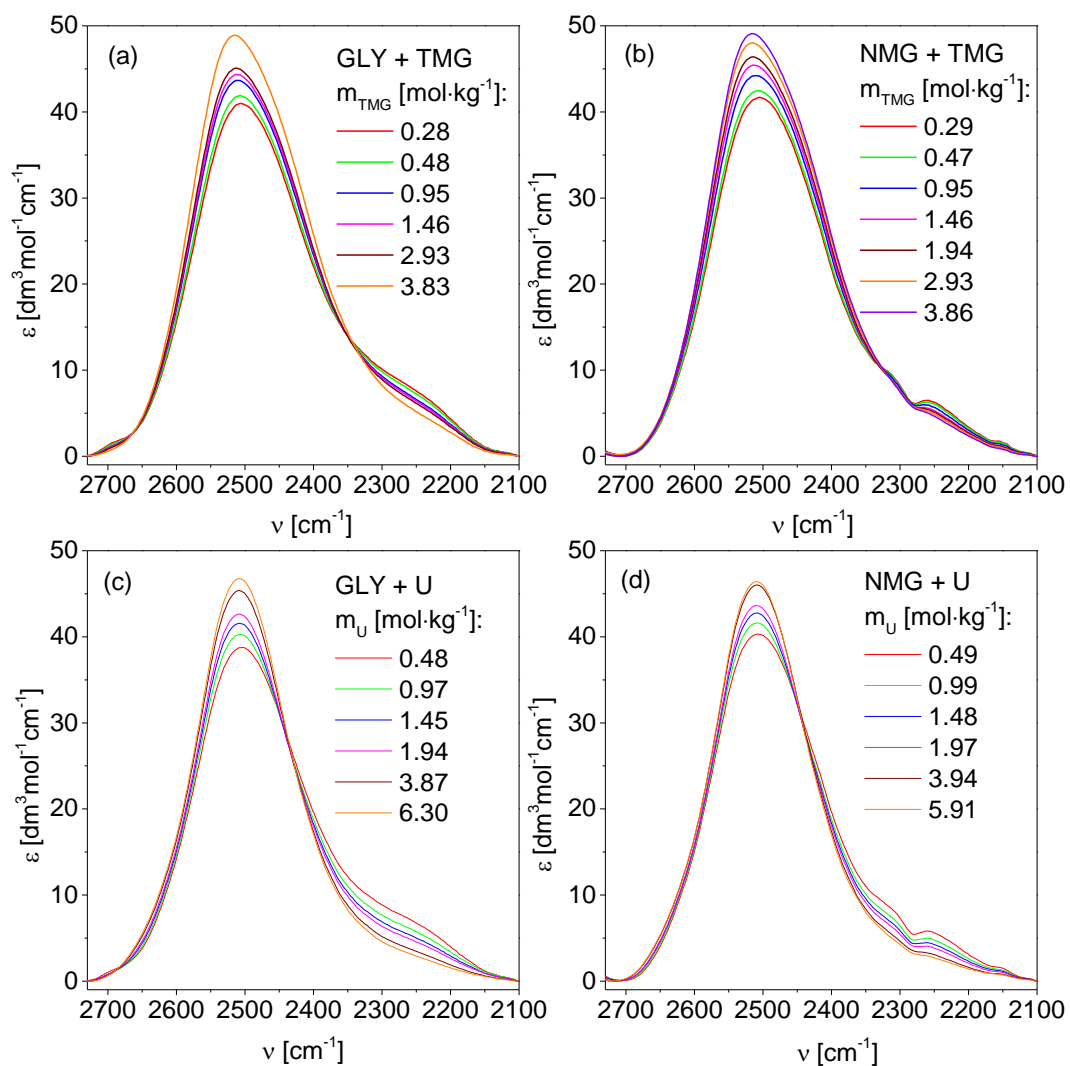 (a)
GLY + TMG
m_TMG [mol·kg⁻¹]:
0.28
0.48
0.95
1.46
2.93
3.83
50
40
30
20
10
0
ε [dm³mol⁻¹cm⁻¹]
2700 2600 2500 2400 2300 2200 2100
ν [cm⁻¹]
(b)
NMG + TMG
m_TMG [mol·kg⁻¹]:
0.29
0.47
0.95
1.46
1.94
2.93
3.86
50
40
30
20
10
0
ε [dm³mol⁻¹cm⁻¹]
2700 2600 2500 2400 2300 2200 2100
ν [cm⁻¹]
(c)
GLY + U
m_U [mol·kg⁻¹]:
0.48
0.97
1.45
1.94
3.87
6.30
50
40
30
20
10
0
ε [dm³mol⁻¹cm⁻¹]
2700 2600 2500 2400 2300 2200 2100
ν [cm⁻¹]
(d)
NMG + U
m_U [mol·kg⁻¹]:
0.49
0.99
1.48
1.97
3.94
5.91
50
40
30
20
10
0
ε [dm³mol⁻¹cm⁻¹]
2700 2600 2500 2400 2300 2200 2100
ν [cm⁻¹]